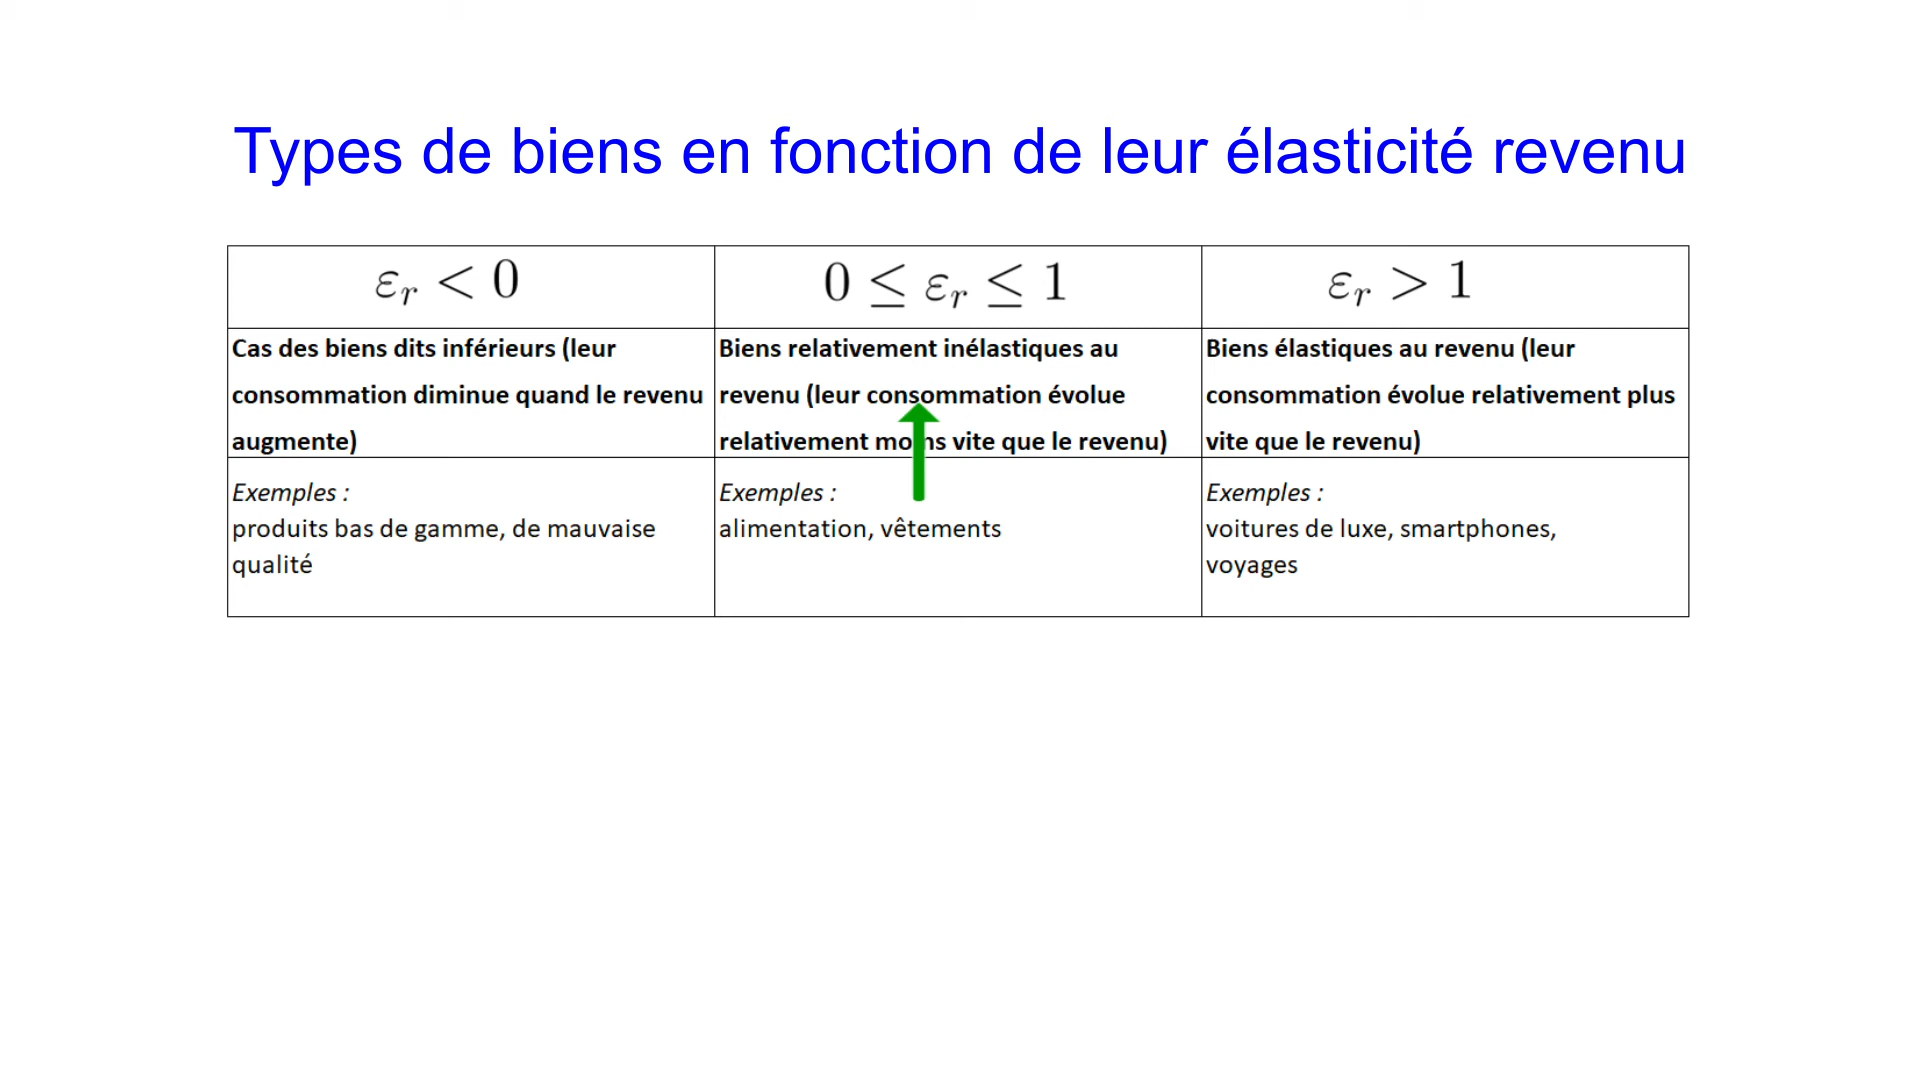 Types de biens en fonction de leur élasticité revenu
εr < 0
0 ≤ εr ≤ 1
εr > 1
Cas des biens dits inférieurs (leur
consommation diminue quand le revenu
augmente)
Biens relativement inélastiques au
revenu (leur consommation évolue
relativement moins vite que le revenu)
Biens élastiques au revenu (leur
consommation évolue relativement plus
vite que le revenu)
Exemples :
produits bas de gamme, de mauvaise
qualité
Exemples :
alimentation, vêtements
Exemples :
voitures de luxe, smartphones,
voyages